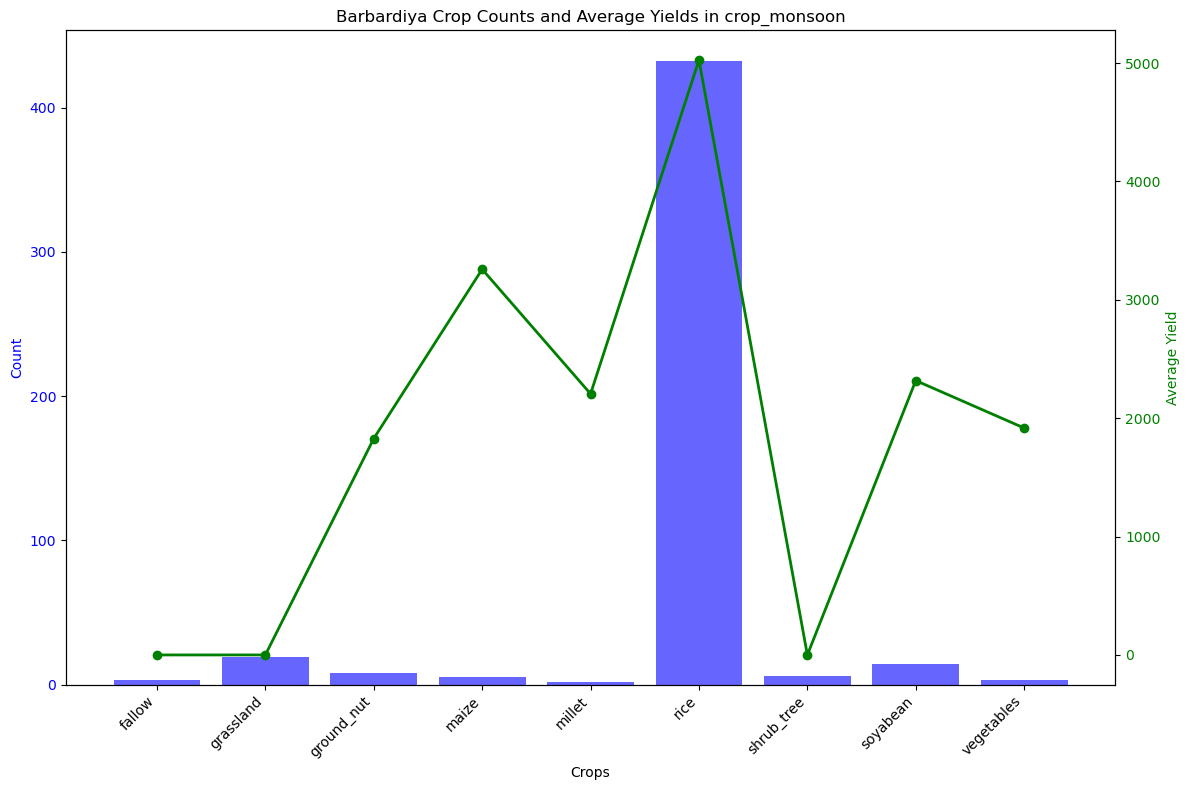 Barbardiya Crop Counts and Average Yields in crop_monsoon
Count
400
300
200
100
0
5000
4000
3000
2000
1000
0
Average Yield
fallow
grassland
ground_nut
maize
millet
rice
shrub_tree
soyabean
vegetables
Crops